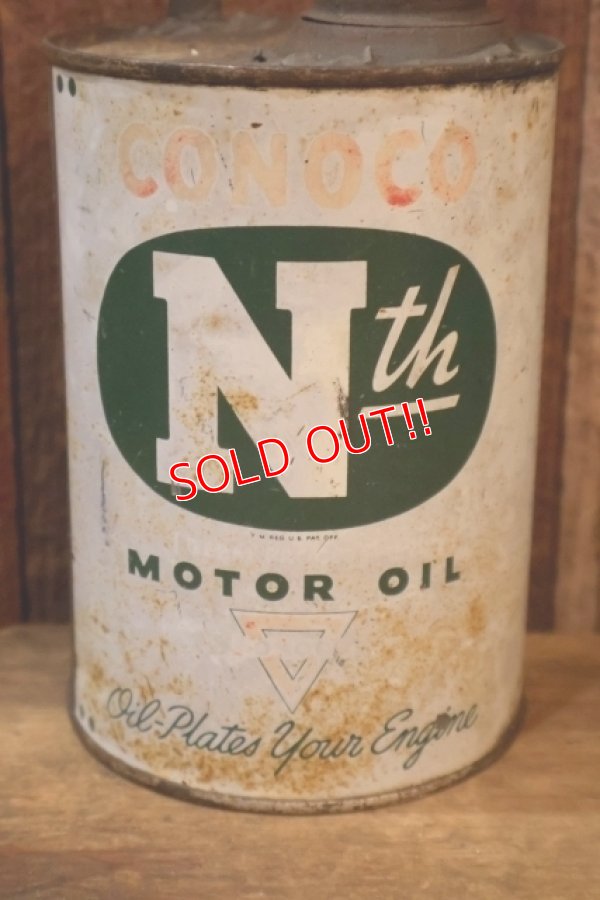 CONOCO
Nth
SOLD OUT!!
T M REG U S PAT OFF
MOTOR OIL
Oil-Plates Your Engine